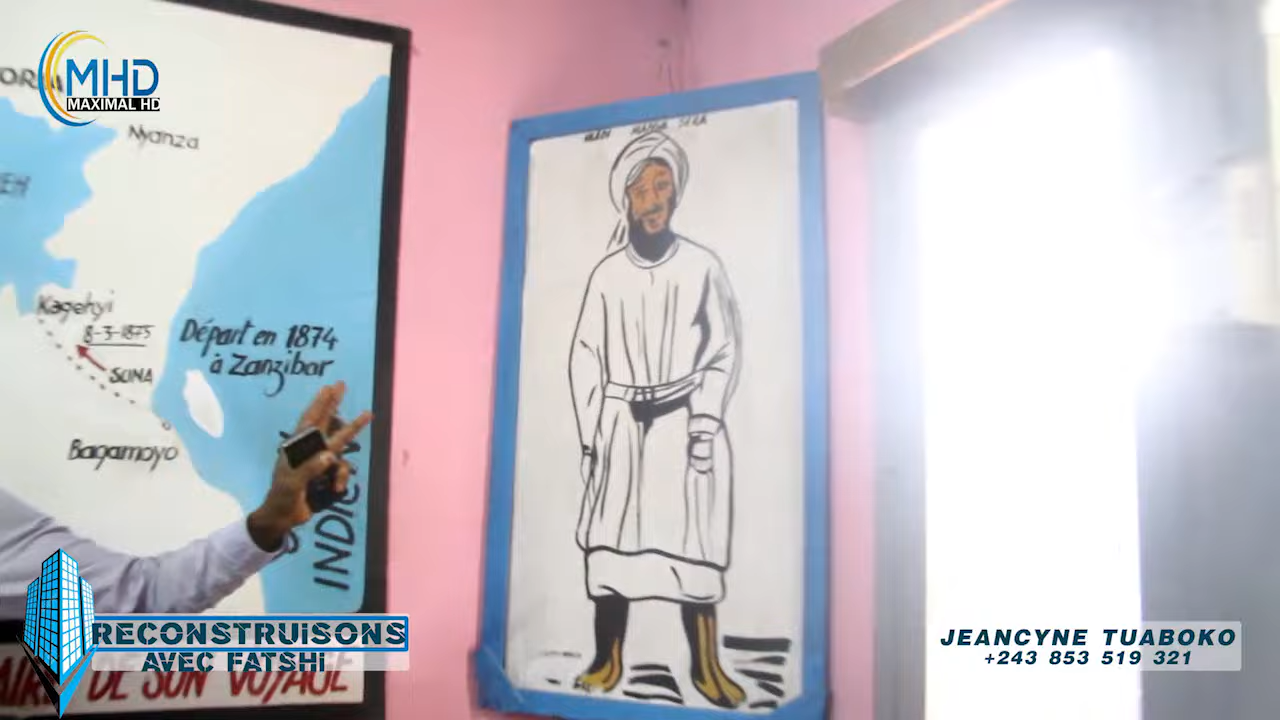 MHD
MAXIMAL HD
Nyanza
Kagehyi
8-3-1875
SUNA
Départ en 1874
à Zanzibar
Bagamoyo
INDIEN
RECONSTRUISONS
AVEC FATSHi
DE SON VOYAGE
JEANCYNE TUABOKO
+243 853 519 321